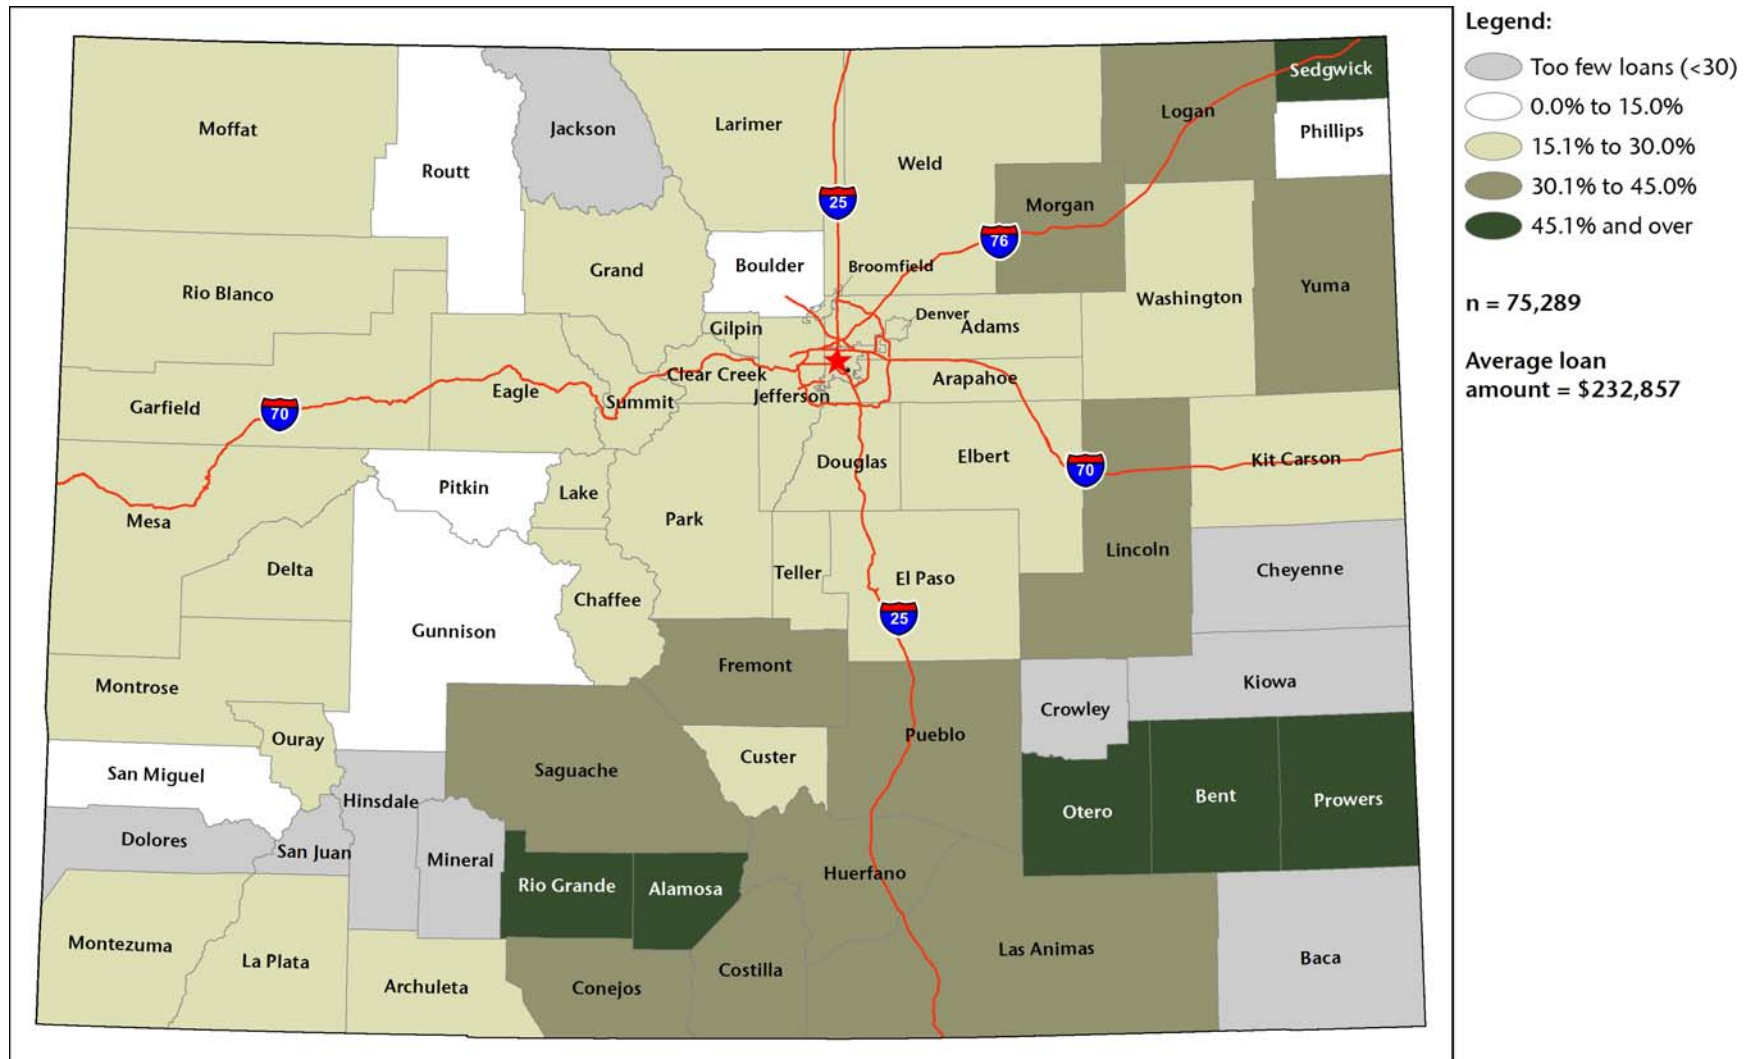 Legend:
Too few loans (<30)
0.0% to 15.0%
15.1% to 30.0%
30.1% to 45.0%
45.1% and over
n = 75,289
Average loan
amount = $232,857
Sedgwick
Logan
Phillips
Moffat
Jackson
Larimer
Routt
Weld
Morgan
25
76
Grand
Boulder
Broomfield
Rio Blanco
Washington
Yuma
Gilpin
Denver
Adams
Clear Creek
Arapahoe
Eagle
Summit
Jefferson
Garfield
70
Douglas
Elbert
70
Kit Carson
Pitkin
Lake
Mesa
Park
Lincoln
Delta
Teller
El Paso
Cheyenne
Chaffee
25
Gunnison
Fremont
Montrose
Kiowa
Crowley
Ouray
Pueblo
Custer
San Miguel
Saguache
Hinsdale
Bent
Prowers
Otero
Dolores
San Juan
Mineral
Huerfano
Rio Grande
Alamosa
Montezuma
La Plata
Las Animas
Baca
Costilla
Archuleta
Conejos